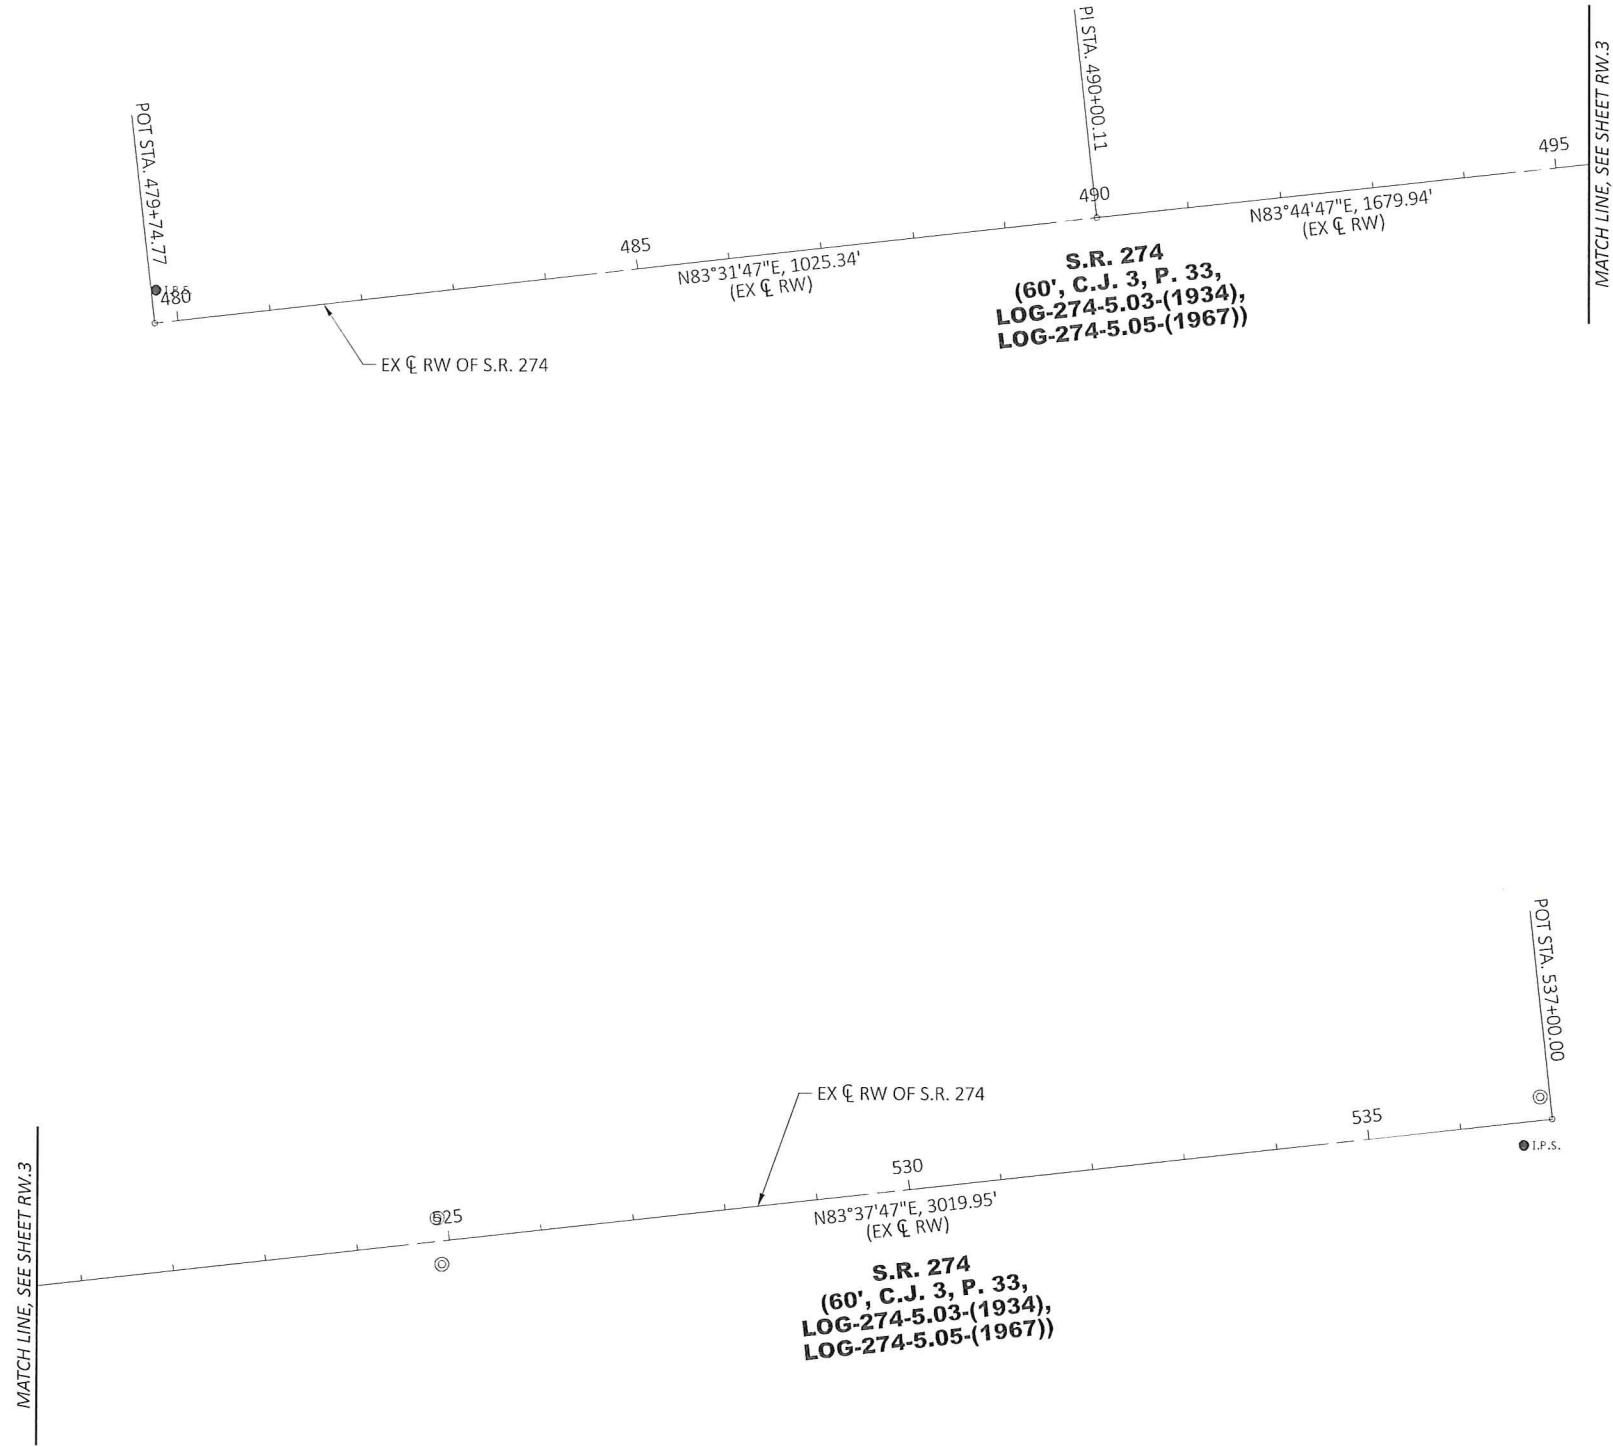 PI STA. 490+00.11
MATCH LINE, SEE SHEET RW.3
POT STA. 479+74.77
495
490
485
480
N83°44'47"E, 1679.94'
(EX ℄ RW)
N83°31'47"E, 1025.34'
(EX ℄ RW)
S.R. 274
(60', C.J. 3, P. 33,
LOG-274-5.03-(1934),
LOG-274-5.05-(1967))
EX ℄ RW OF S.R. 274
POT STA. 537+00.00
EX ℄ RW OF S.R. 274
535
I.P.S.
530
525
N83°37'47"E, 3019.95'
(EX ℄ RW)
MATCH LINE, SEE SHEET RW.3
S.R. 274
(60', C.J. 3, P. 33,
LOG-274-5.03-(1934),
LOG-274-5.05-(1967))